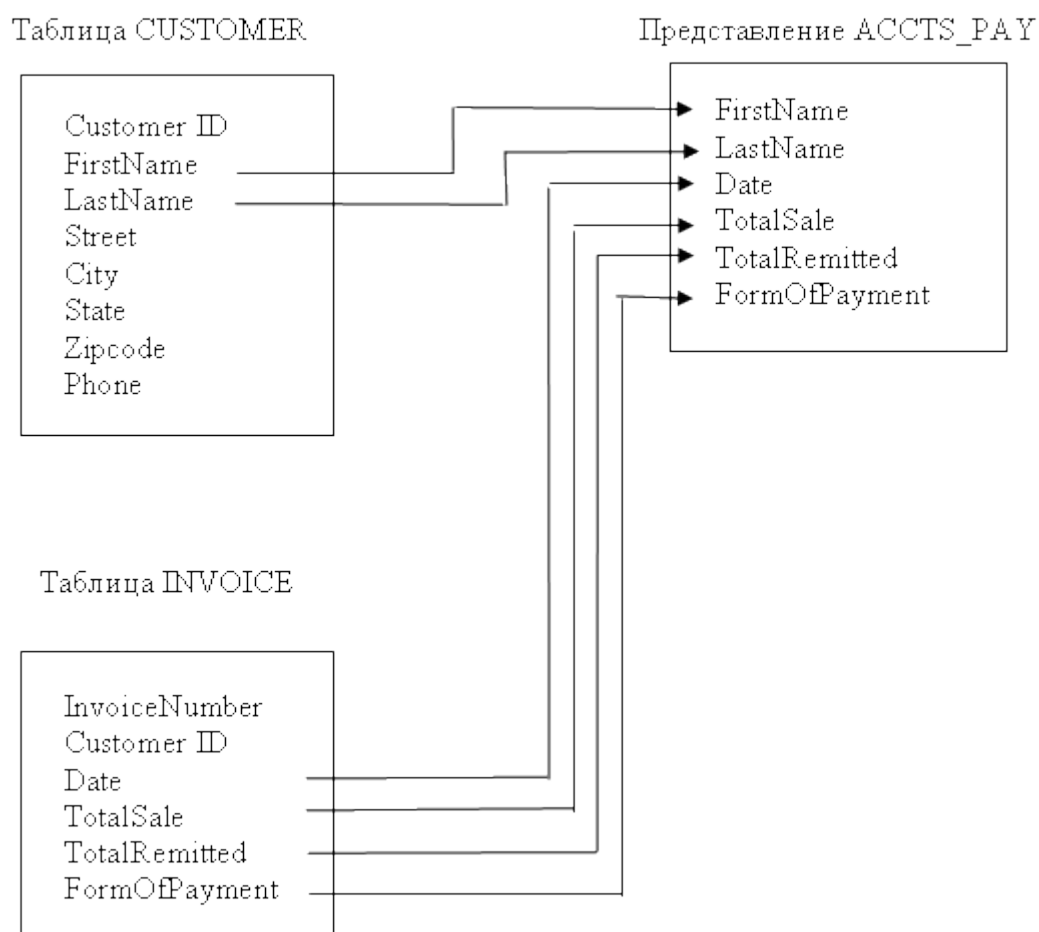 Таблица CUSTOMER
Customer ID
FirstName
LastName
Street
City
State
Zipcode
Phone
Представление ACCTS_PAY
FirstName
LastName
Date
TotalSale
TotalRemitted
FormOfPayment
Таблица INVOICE
InvoiceNumber
Customer ID
Date
TotalSale
TotalRemitted
FormOfPayment